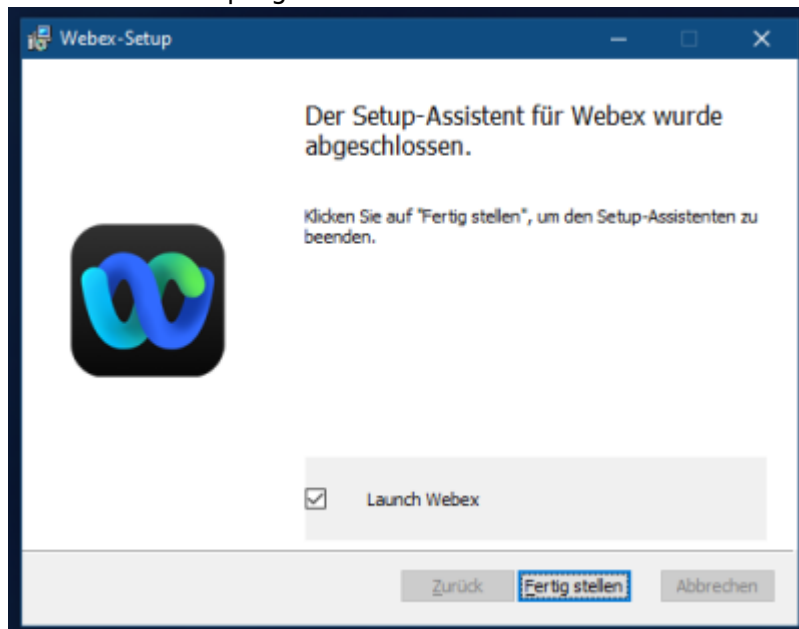 Webex-Setup
Der Setup-Assistent für Webex wurde
abgeschlossen.
Klicken Sie auf "Fertig stellen", um den Setup-Assistenten zu
beenden.
Launch Webex
Zurück Fertig stellen Abbrechen